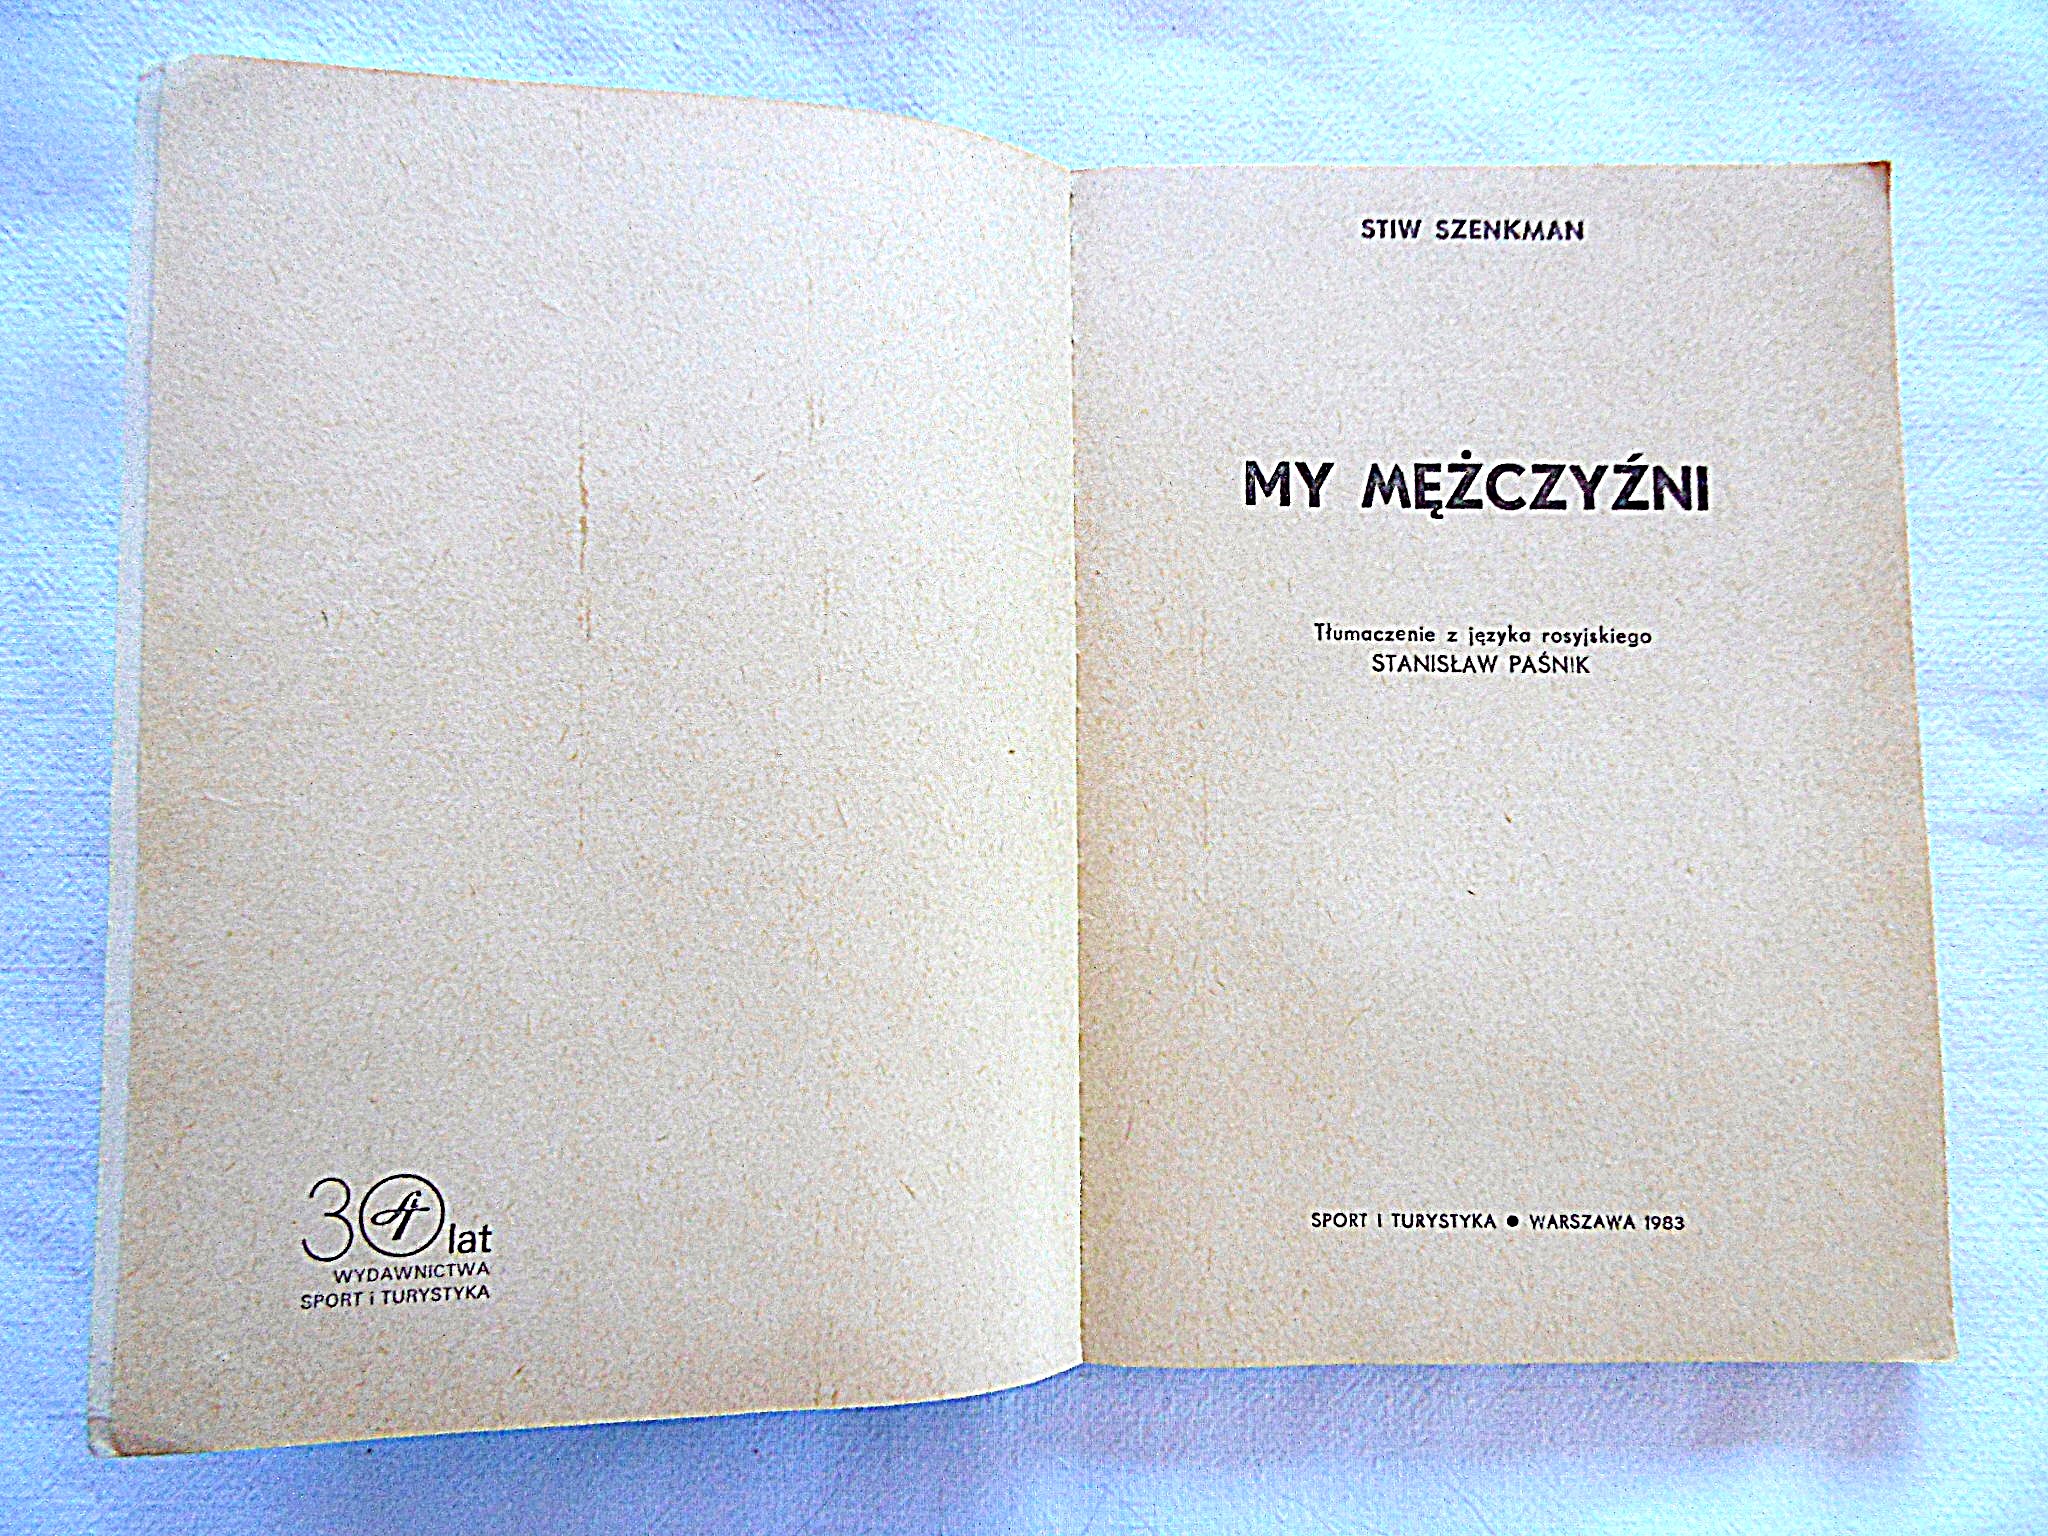 30 lat
WYDAWNICTWA
SPORT i TURYSTYKA
STIW SZENKMAN
MY MĘŻCZYŹNI
Tłumaczenie z języka rosyjskiego
STANISŁAW PAŚNIK
SPORT I TURYSTYKA ● WARSZAWA 1983